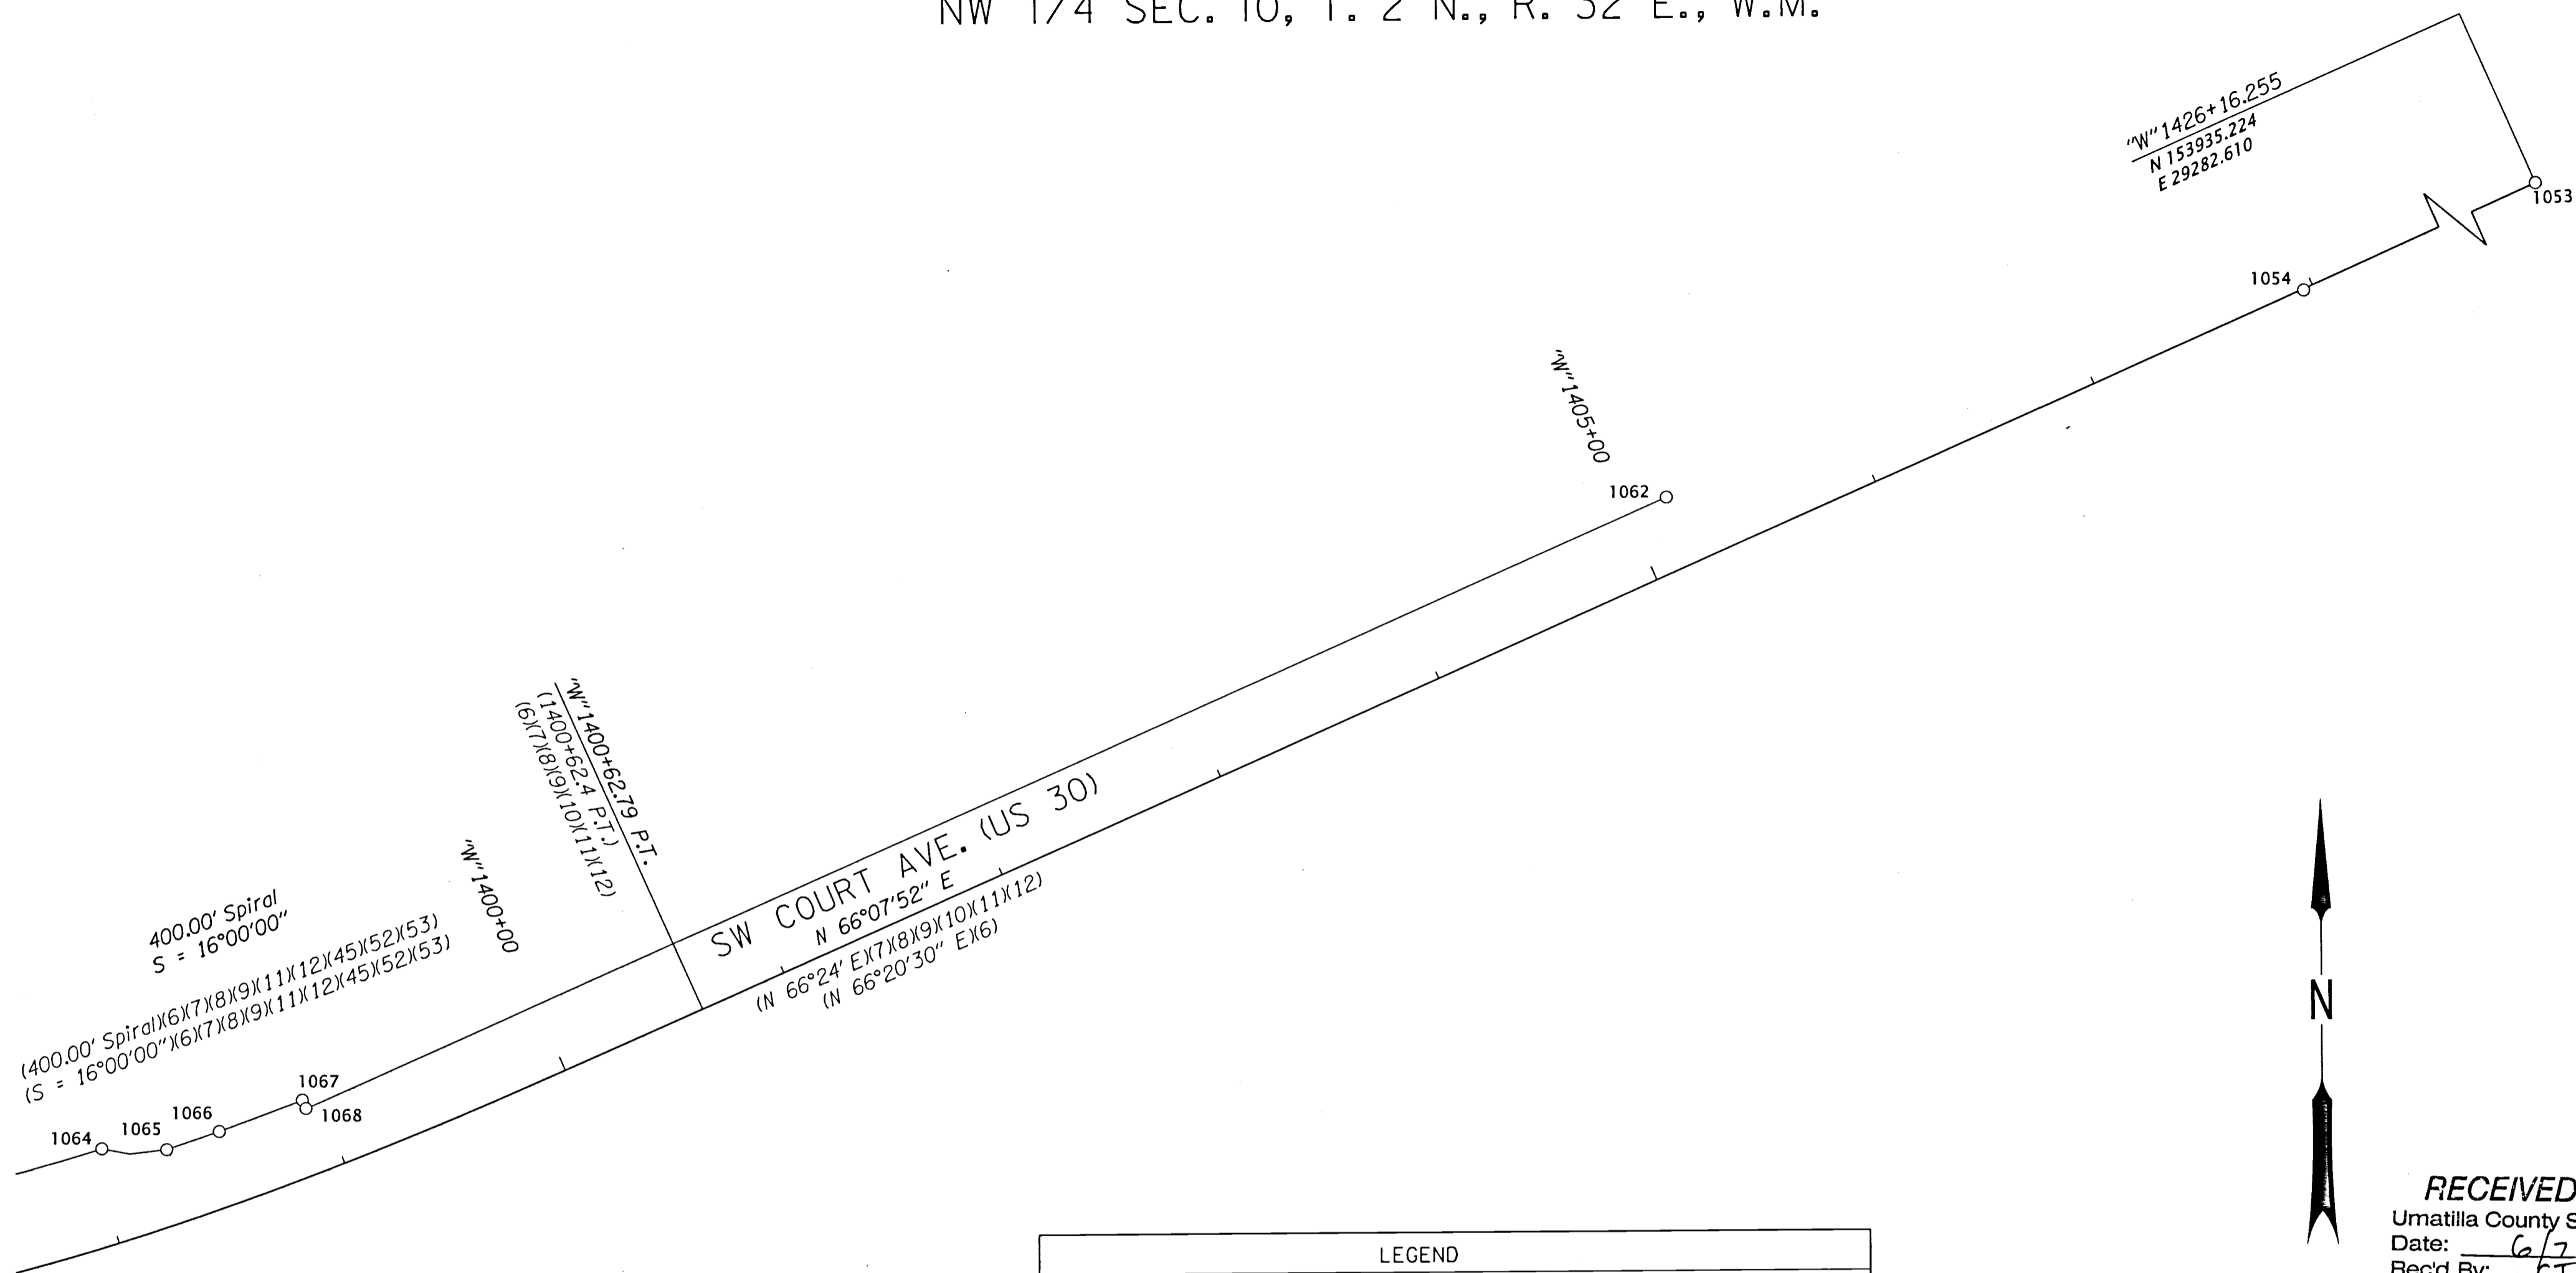 NW 1/4 SEC. 10, T. 2 N., R. 32 E., W.M.
"W" 1426+16.255
N 153935.224
E 29282.610
1053
1054
"W" 1405+00
1062
"W" 1400+62.79 P.T.
(1400+62.4 P.T.)
(6)(7)(8)(9)(10)(11)(12)
"W" 1400+00
SW COURT AVE. (US 30)
N 66°07'52" E
(N 66°24' E)(7)(8)(9)(10)(11)(12)
(N 66°20'30" E)(6)
400.00' Spiral
S = 16°00'00"
(400.00' Spiral)(6)(7)(8)(9)(11)(12)(45)(52)(53)
(S = 16°00'00")(6)(7)(8)(9)(11)(12)(45)(52)(53)
1067
1068
1066
1065
1064
N
RECEIVED
Umatilla County S
Date: 6/7
Rec'd By:
LEGEND